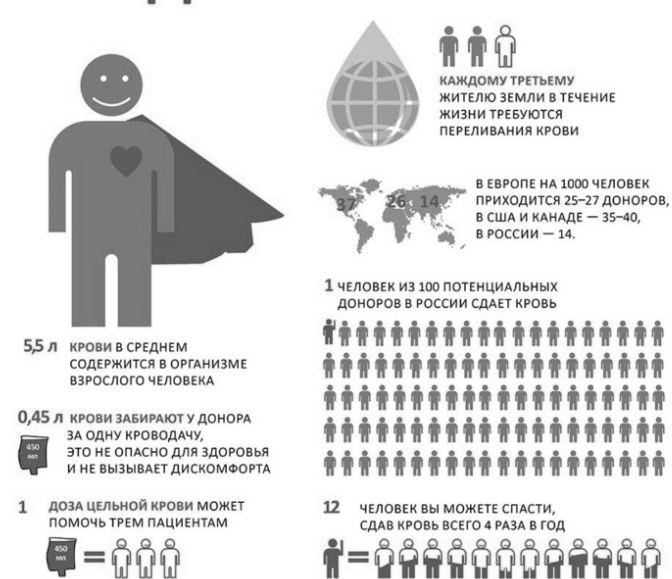 КАЖДОМУ ТРЕТЬЕМУ
ЖИТЕЛЮ ЗЕМЛИ В ТЕЧЕНИЕ
ЖИЗНИ ТРЕБУЮТСЯ
ПЕРЕЛИВАНИЯ КРОВИ
37 26 14
В ЕВРОПЕ НА 1000 ЧЕЛОВЕК
ПРИХОДИТСЯ 25–27 ДОНОРОВ,
В США И КАНАДЕ — 35–40,
В РОССИИ — 14.
1 ЧЕЛОВЕК ИЗ 100 ПОТЕНЦИАЛЬНЫХ
ДОНОРОВ В РОССИИ СДАЕТ КРОВЬ
5,5 л КРОВИ В СРЕДНЕМ
СОДЕРЖИТСЯ В ОРГАНИЗМЕ
ВЗРОСЛОГО ЧЕЛОВЕКА
0,45 л КРОВИ ЗАБИРАЮТ У ДОНОРА
ЗА ОДНУ КРОВОДАЧУ,
ЭТО НЕ ОПАСНО ДЛЯ ЗДОРОВЬЯ
И НЕ ВЫЗЫВАЕТ ДИСКОМФОРТА
450
мл
1 ДОЗА ЦЕЛЬНОЙ КРОВИ МОЖЕТ
ПОМОЧЬ ТРЕМ ПАЦИЕНТАМ
450
мл
=
12 ЧЕЛОВЕК ВЫ МОЖЕТЕ СПАСТИ,
СДАВ КРОВЬ ВСЕГО 4 РАЗА В ГОД
=